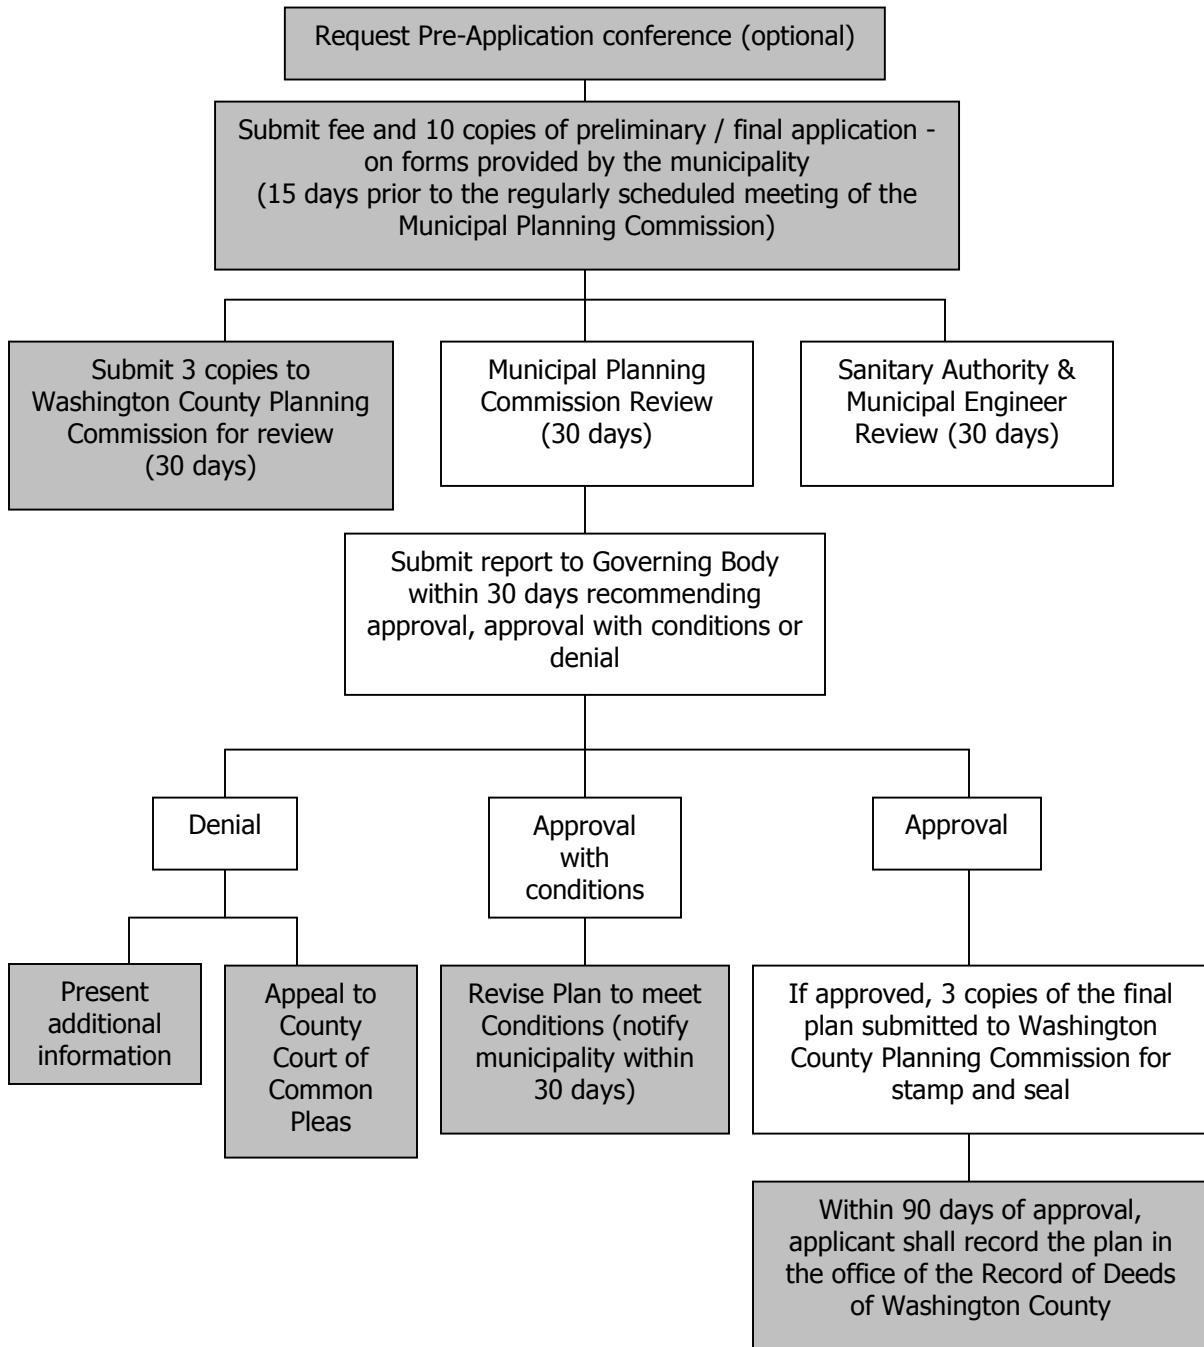 Request Pre-Application conference (optional)
Submit fee and 10 copies of preliminary / final application -
on forms provided by the municipality
(15 days prior to the regularly scheduled meeting of the
Municipal Planning Commission)
Submit 3 copies to
Washington County Planning
Commission for review
(30 days)
Municipal Planning
Commission Review
(30 days)
Sanitary Authority &
Municipal Engineer
Review (30 days)
Submit report to Governing Body
within 30 days recommending
approval, approval with conditions or
denial
Denial
Approval
with
conditions
Approval
Present
additional
information
Appeal to
County
Court of
Common
Pleas
Revise Plan to meet
Conditions (notify
municipality within
30 days)
If approved, 3 copies of the final
plan submitted to Washington
County Planning Commission for
stamp and seal
Within 90 days of approval,
applicant shall record the plan in
the office of the Record of Deeds
of Washington County